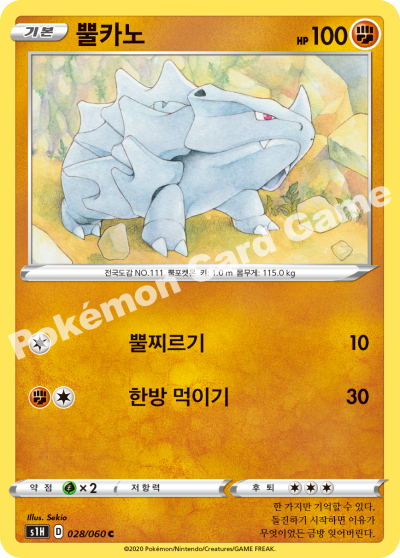 기본 뿔카노 HP 100
전국도감 NO.111 뿔포켓몬 키: 1.0 m 몸무게: 115.0 kg
Pokémon Card Game
뿔찌르기 10
한방 먹이기 30
약점 ×2 저항력 후퇴
Illus. Sekio
s1H D 028/060 C
한 가지만 기억할 수 있다.
돌진하기 시작하면 이유가
무엇이었든 금방 잊어버린다.
©2020 Pokémon/Nintendo/Creatures/GAME FREAK.